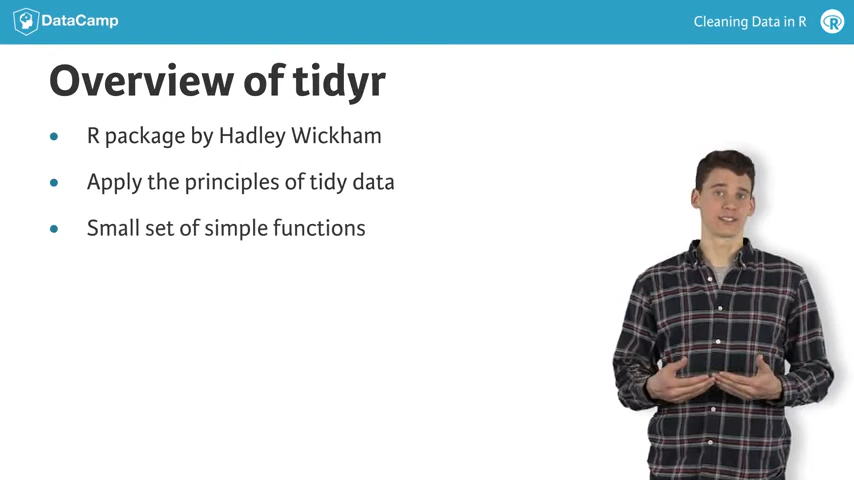 DataCamp
Cleaning Data in R
R
Overview of tidyr
• R package by Hadley Wickham
• Apply the principles of tidy data
• Small set of simple functions